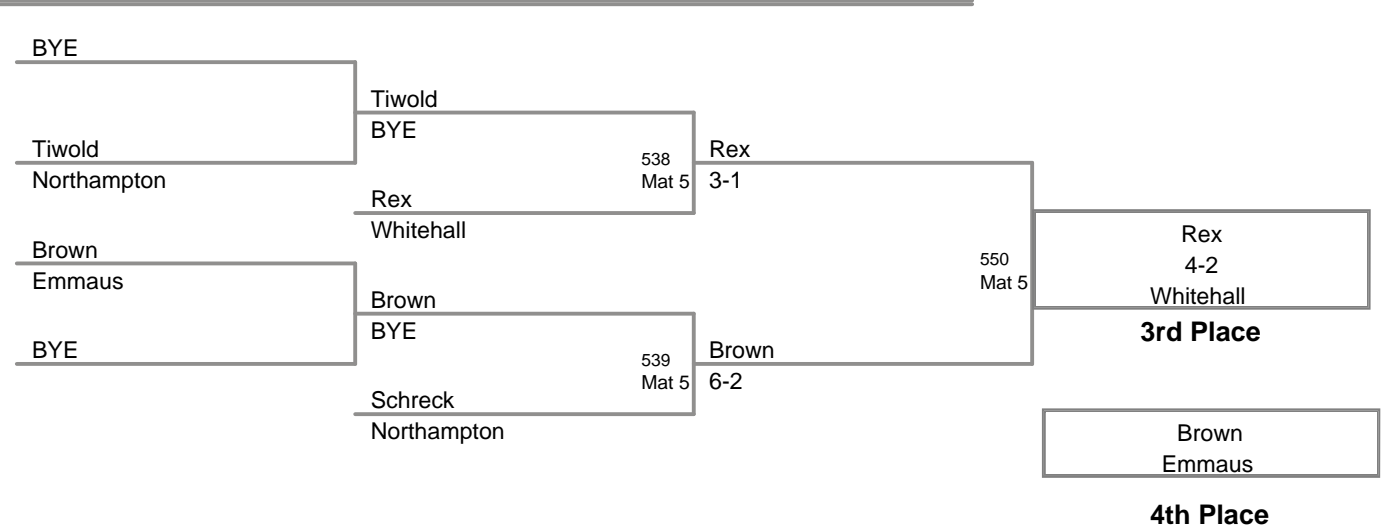 BYE
Tiwold
BYE
Tiwold
Northampton
538
Mat 5
Rex
3-1
Rex
Whitehall
Brown
Emmaus
Brown
BYE
BYE
539
Mat 5
Brown
6-2
Schreck
Northampton
550
Mat 5
Rex
4-2
Whitehall
3rd Place
Brown
Emmaus
4th Place